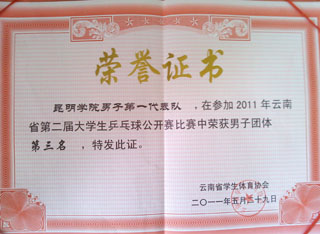 荣誉证书
昆明学院男子第一代表队，在参加2011年云南
省第二届大学生乒乓球公开赛比赛中荣获男子团体
第三名，特发此证。
云南省学生体育协会
二〇一一年五月二十九日